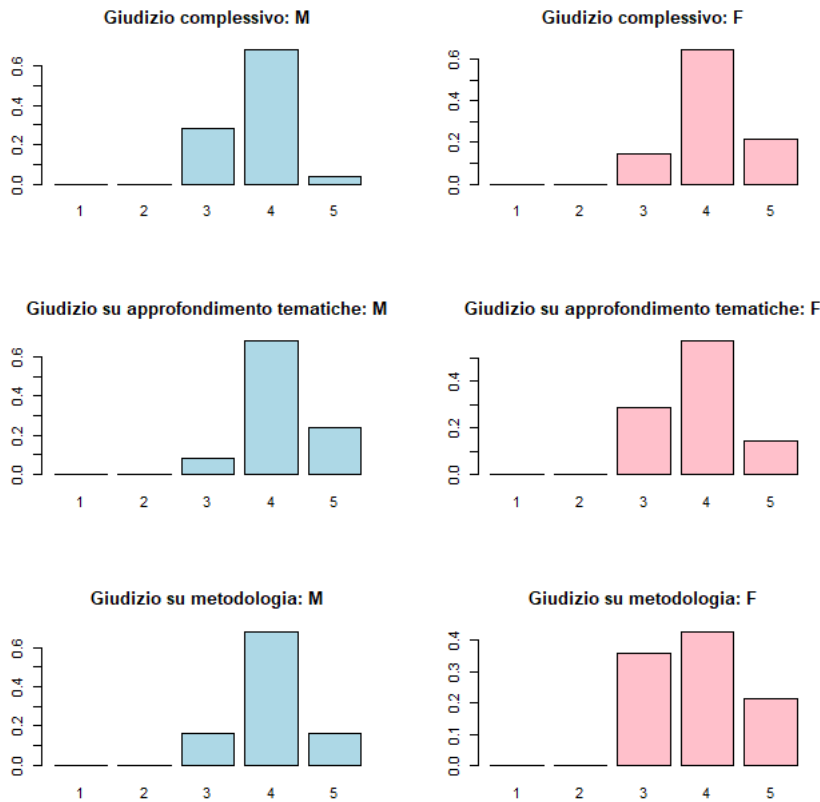 Giudizio complessivo: M
0.0 0.2 0.4 0.6
1 2 3 4 5
Giudizio complessivo: F
0.0 0.2 0.4 0.6
1 2 3 4 5
Giudizio su approfondimento tematiche: M
0.0 0.2 0.4 0.6
1 2 3 4 5
Giudizio su approfondimento tematiche: F
0.0 0.2 0.4
1 2 3 4 5
Giudizio su metodologia: M
0.0 0.2 0.4 0.6
1 2 3 4 5
Giudizio su metodologia: F
0.0 0.1 0.2 0.3 0.4
1 2 3 4 5